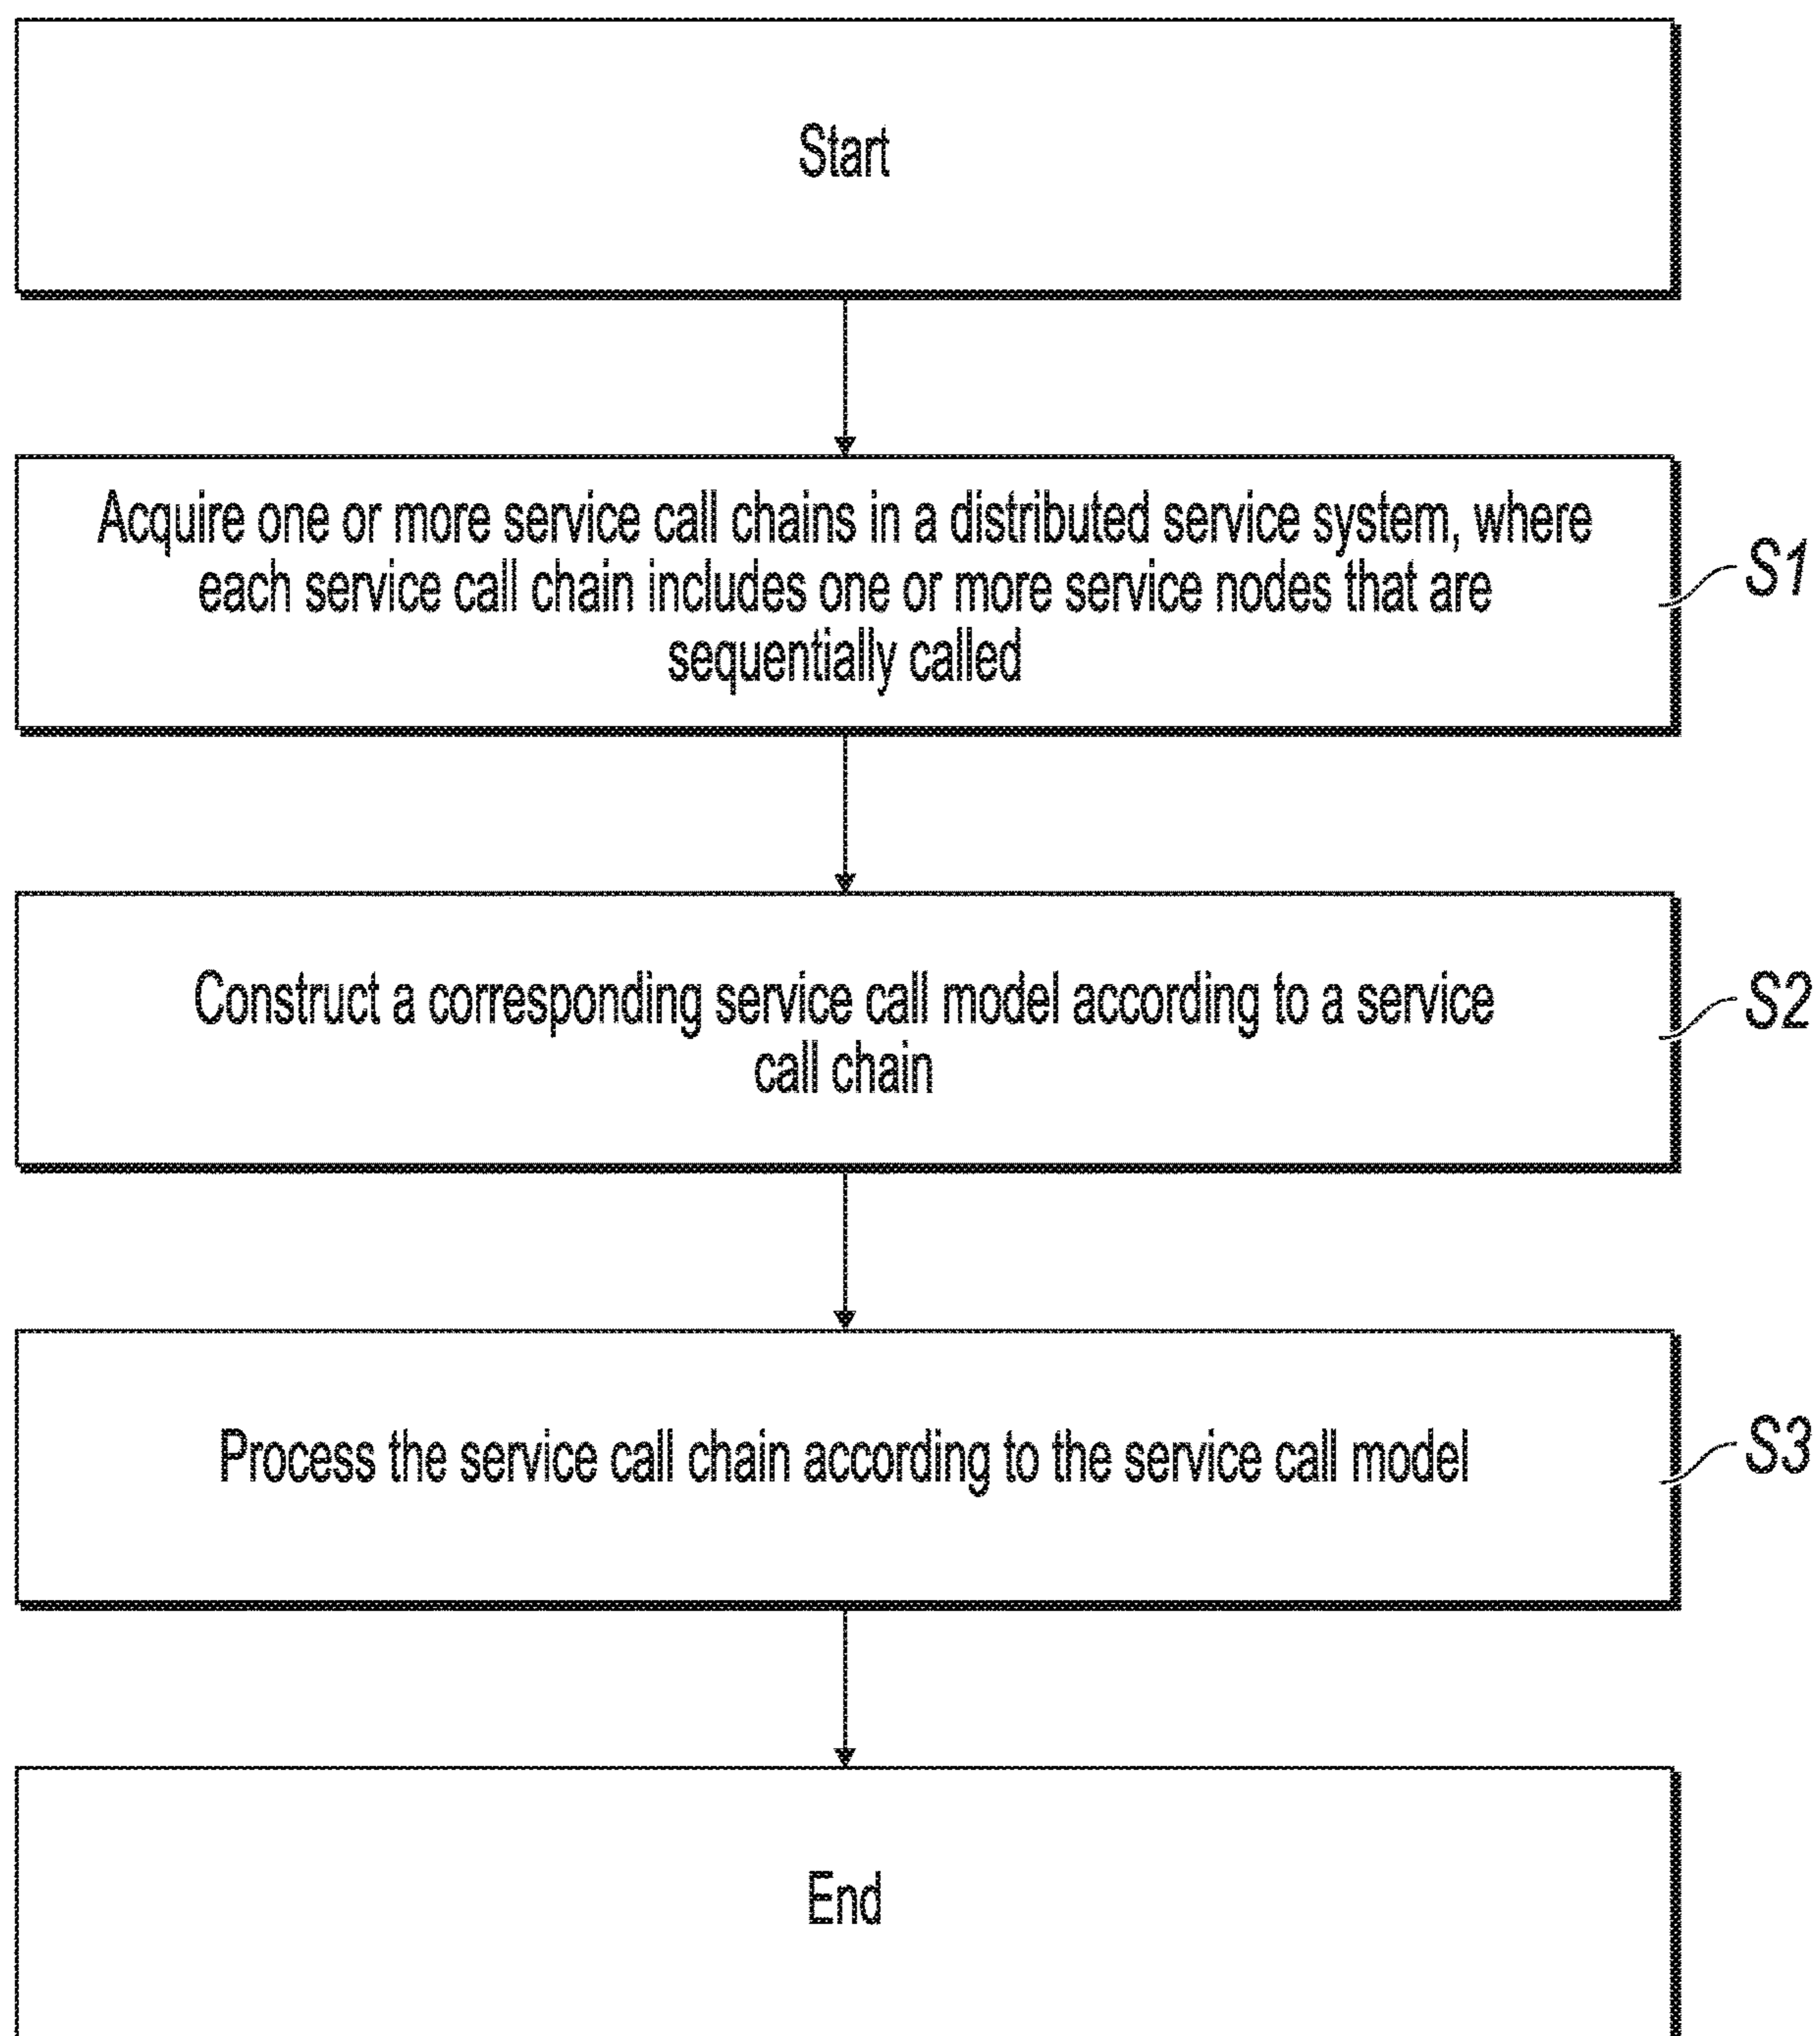 Start
Acquire one or more service call chains in a distributed service system, where
each service call chain includes one or more service nodes that are
sequentially called
S1
Construct a corresponding service call model according to a service
call chain
S2
Process the service call chain according to the service call model
S3
End